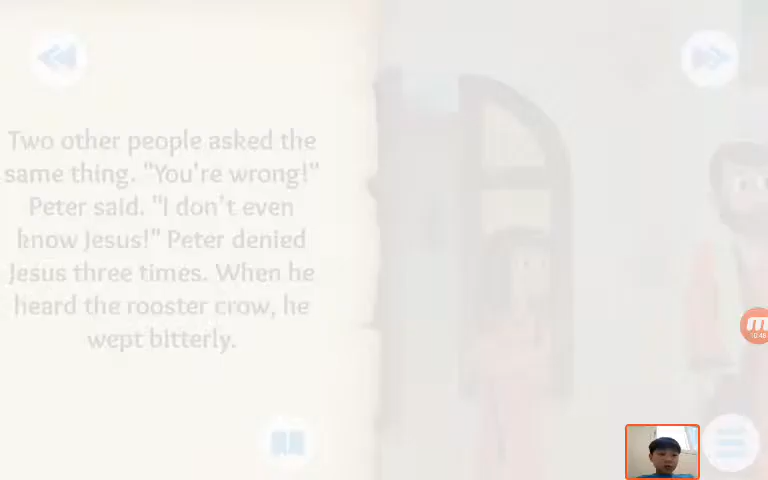 Two other people asked the
same thing. "You're wrong!"
Peter said. "I don't even
know Jesus!" Peter denied
Jesus three times. When he
heard the rooster crow, he
wept bitterly.